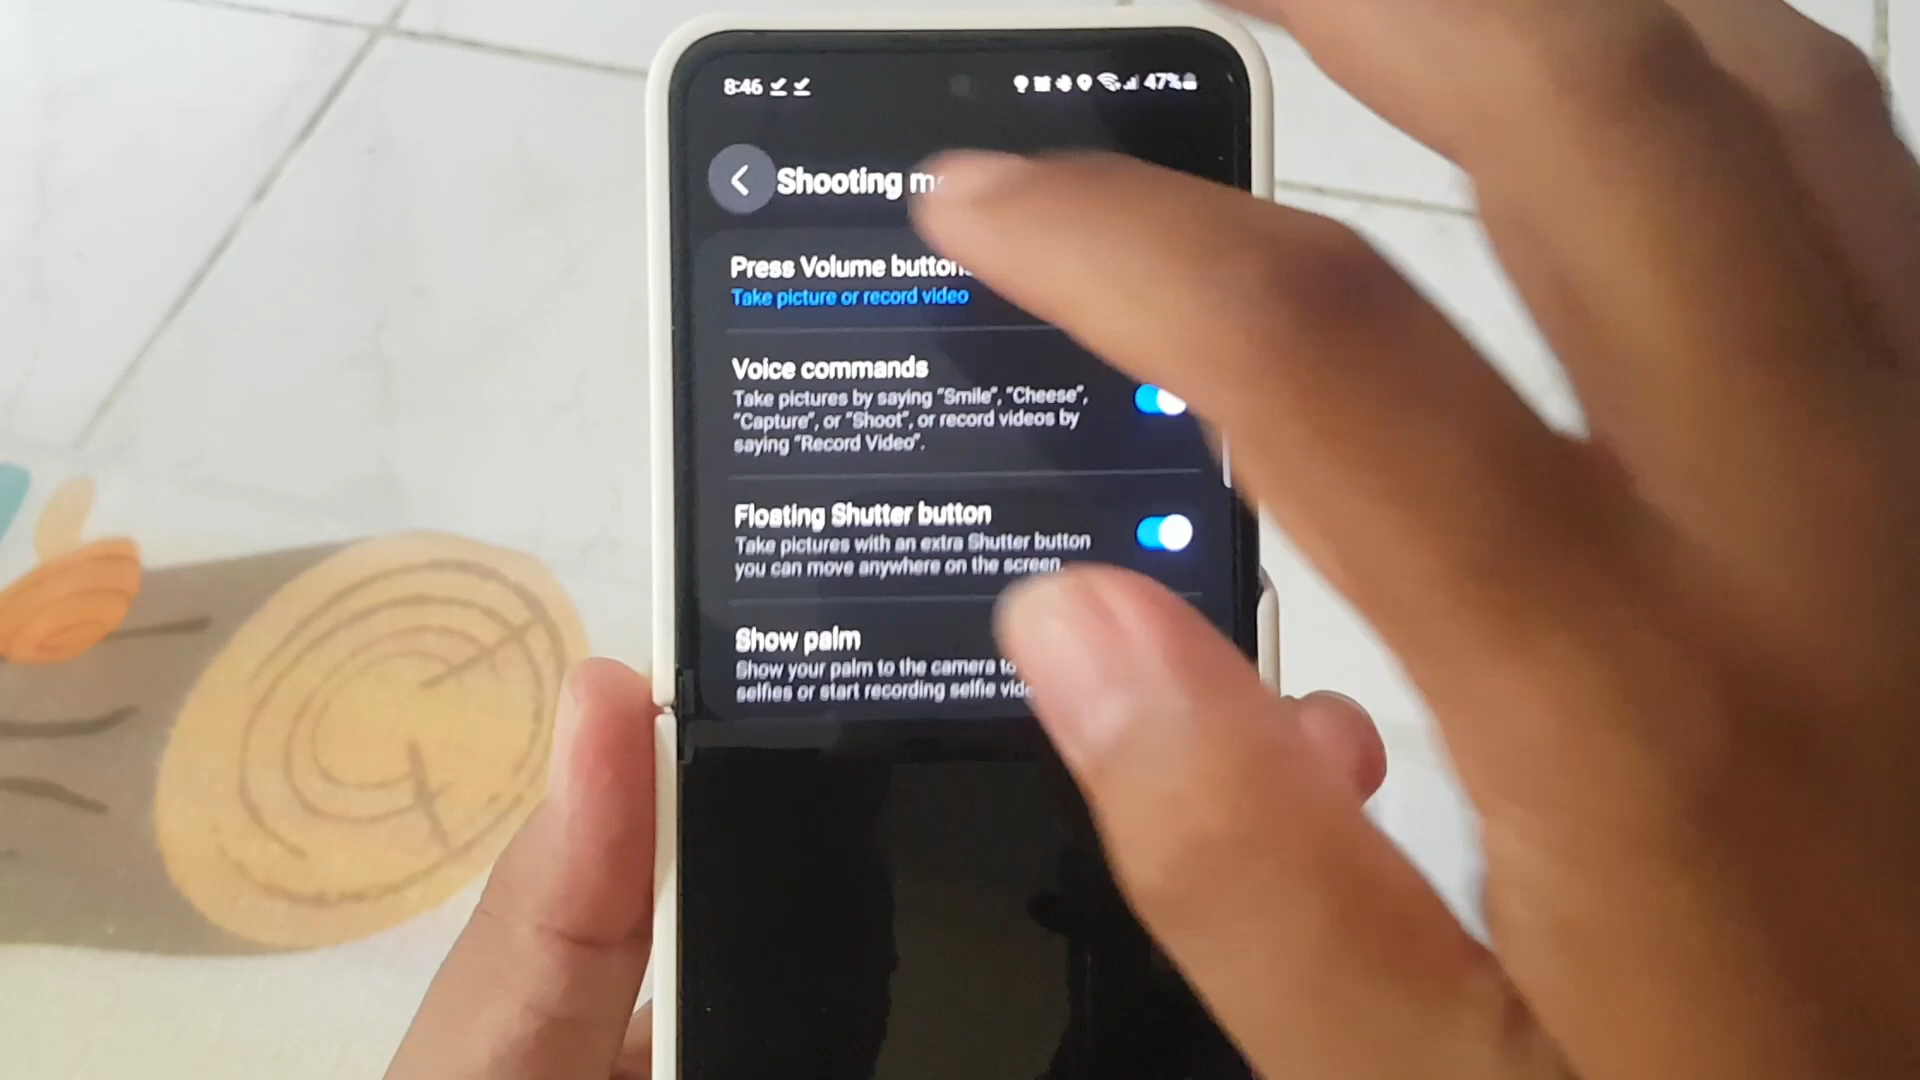 8:46 47%
Shooting m
Press Volume button
Take picture or record video
Voice commands
Take pictures by saying "Smile", "Cheese",
"Capture", or "Shoot", or record videos by
saying "Record Video".
Floating Shutter button
Take pictures with an extra Shutter button
you can move anywhere on the screen.
Show palm
Show your palm to the camera to
selfies or start recording selfie vide